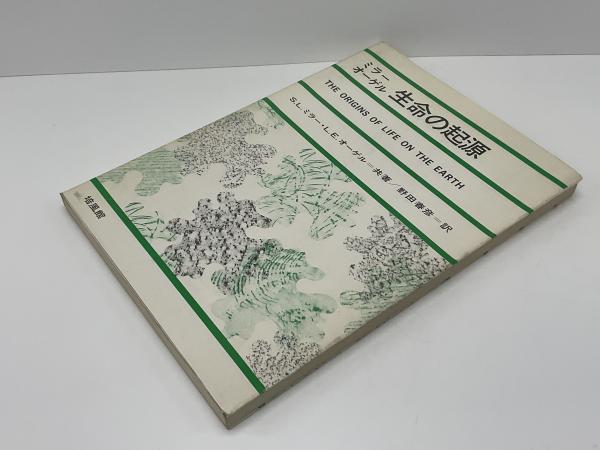 ミラー
オーゲル 生命の起源
THE ORIGINS OF LIFE ON THE EARTH
S.L.ミラー・L.E.オーゲル＝共著／野田春彦＝訳
培風館